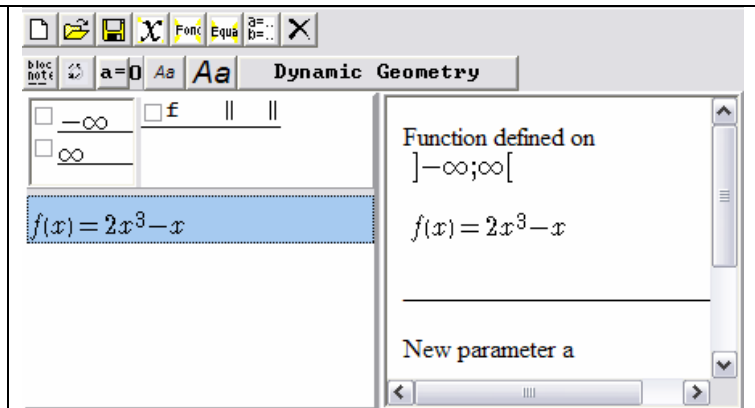 x Fonc Equa a=.. b=..
bloc note a=0 Aa Aa Dynamic Geometry
−∞ f || ||
∞
f(x) = 2x³−x
Function defined on
]−∞;∞[
f(x) = 2x³−x
New parameter a